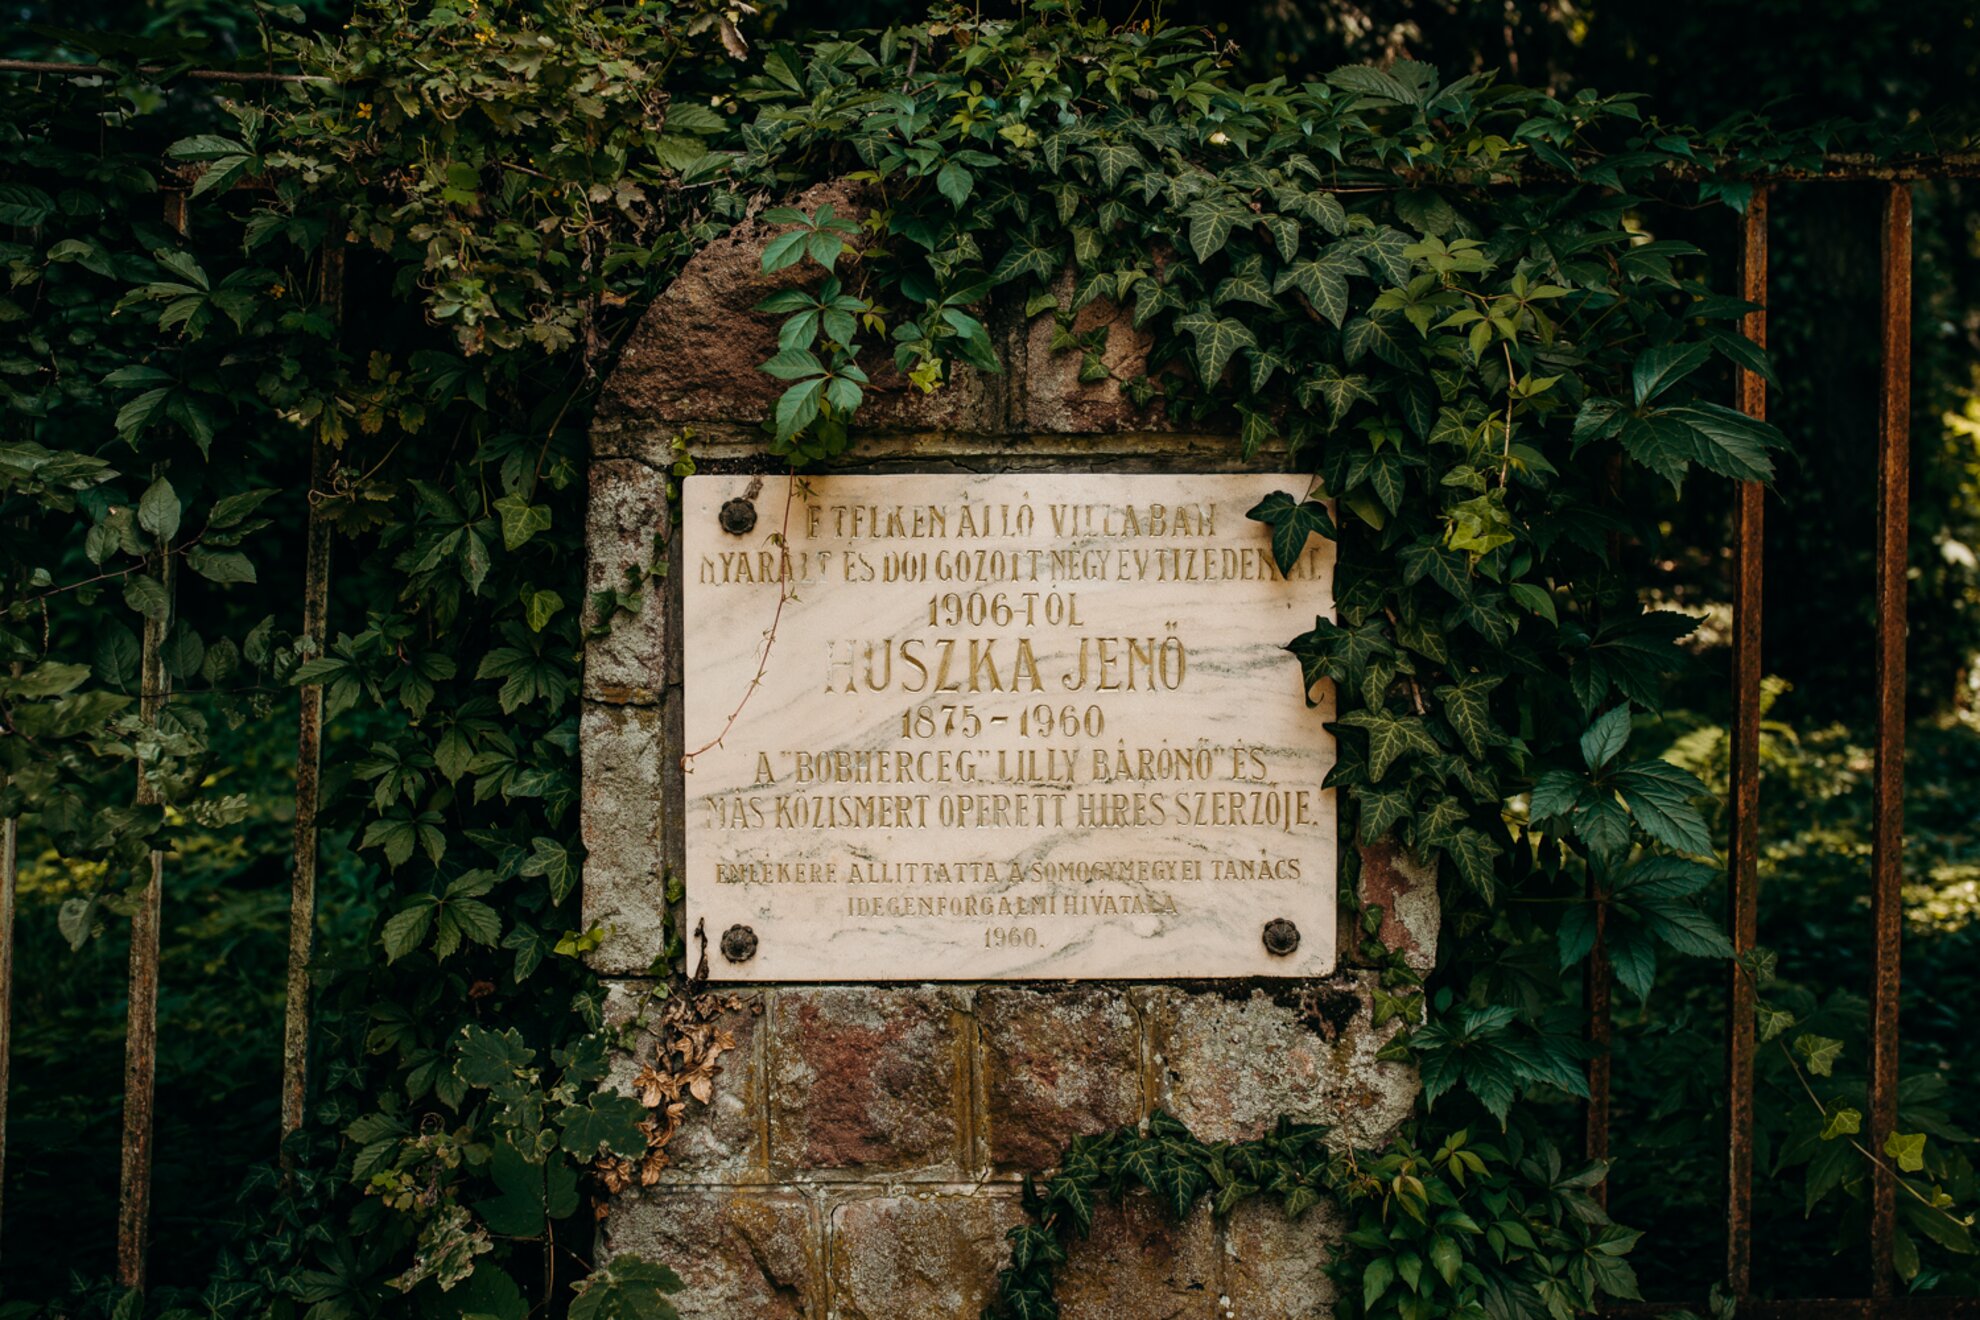 E TELKEN ÁLLÓ VILLÁBAN
NYARALT ÉS DOLGOZOTT NÉGY ÉVTIZEDEN ÁT
1906-TÓL
HUSZKA JENŐ
1875-1960
A "BOBHERCEG", LILLY BÁRÓNŐ" ÉS
MÁS KÖZISMERT OPERETT HIRES SZERZŐJE.
EMLÉKÉRE ÁLLITTATTA A SOMOGYMEGYEI TANÁCS
IDEGENFORGALMI HIVATALA
1960.